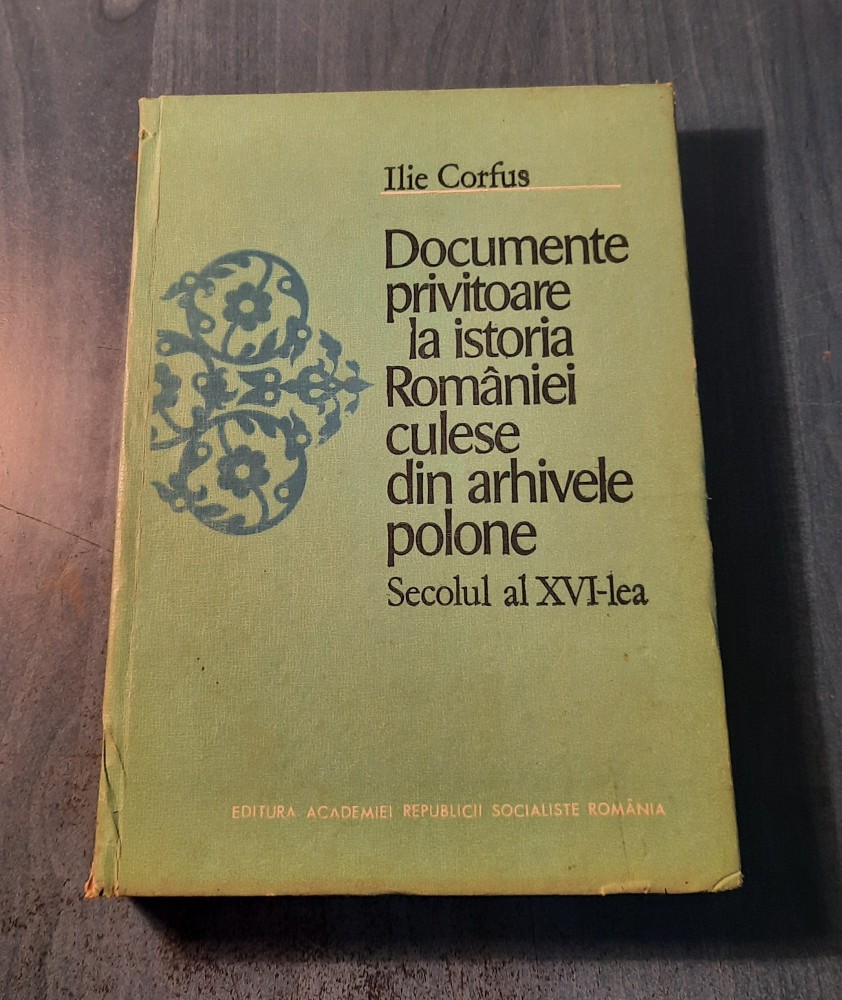 Ilie Corfus
Documente
privitoare
la istoria
României
culese
din arhivele
polone
Secolul al XVI-lea
EDITURA ACADEMIEI REPUBLICII SOCIALISTE ROMÂNIA